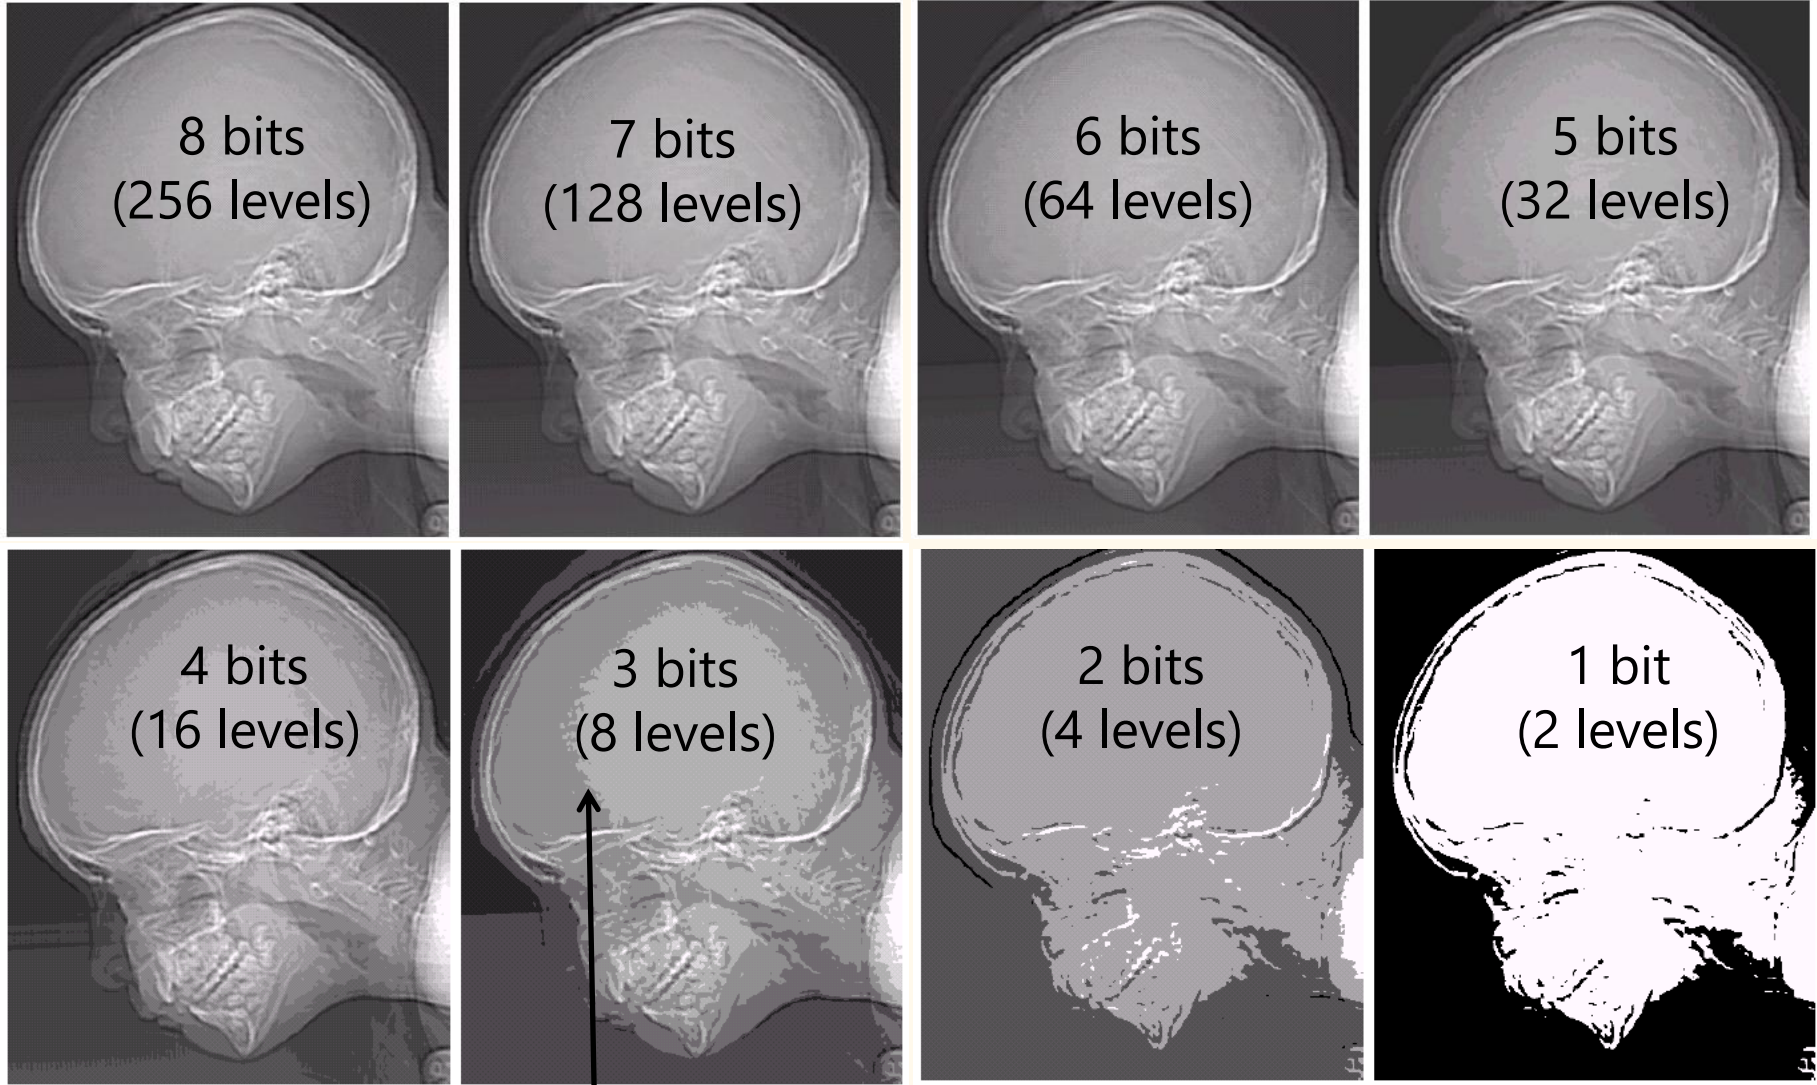 8 bits
(256 levels)
7 bits
(128 levels)
6 bits
(64 levels)
5 bits
(32 levels)
4 bits
(16 levels)
3 bits
(8 levels)
2 bits
(4 levels)
1 bit
(2 levels)